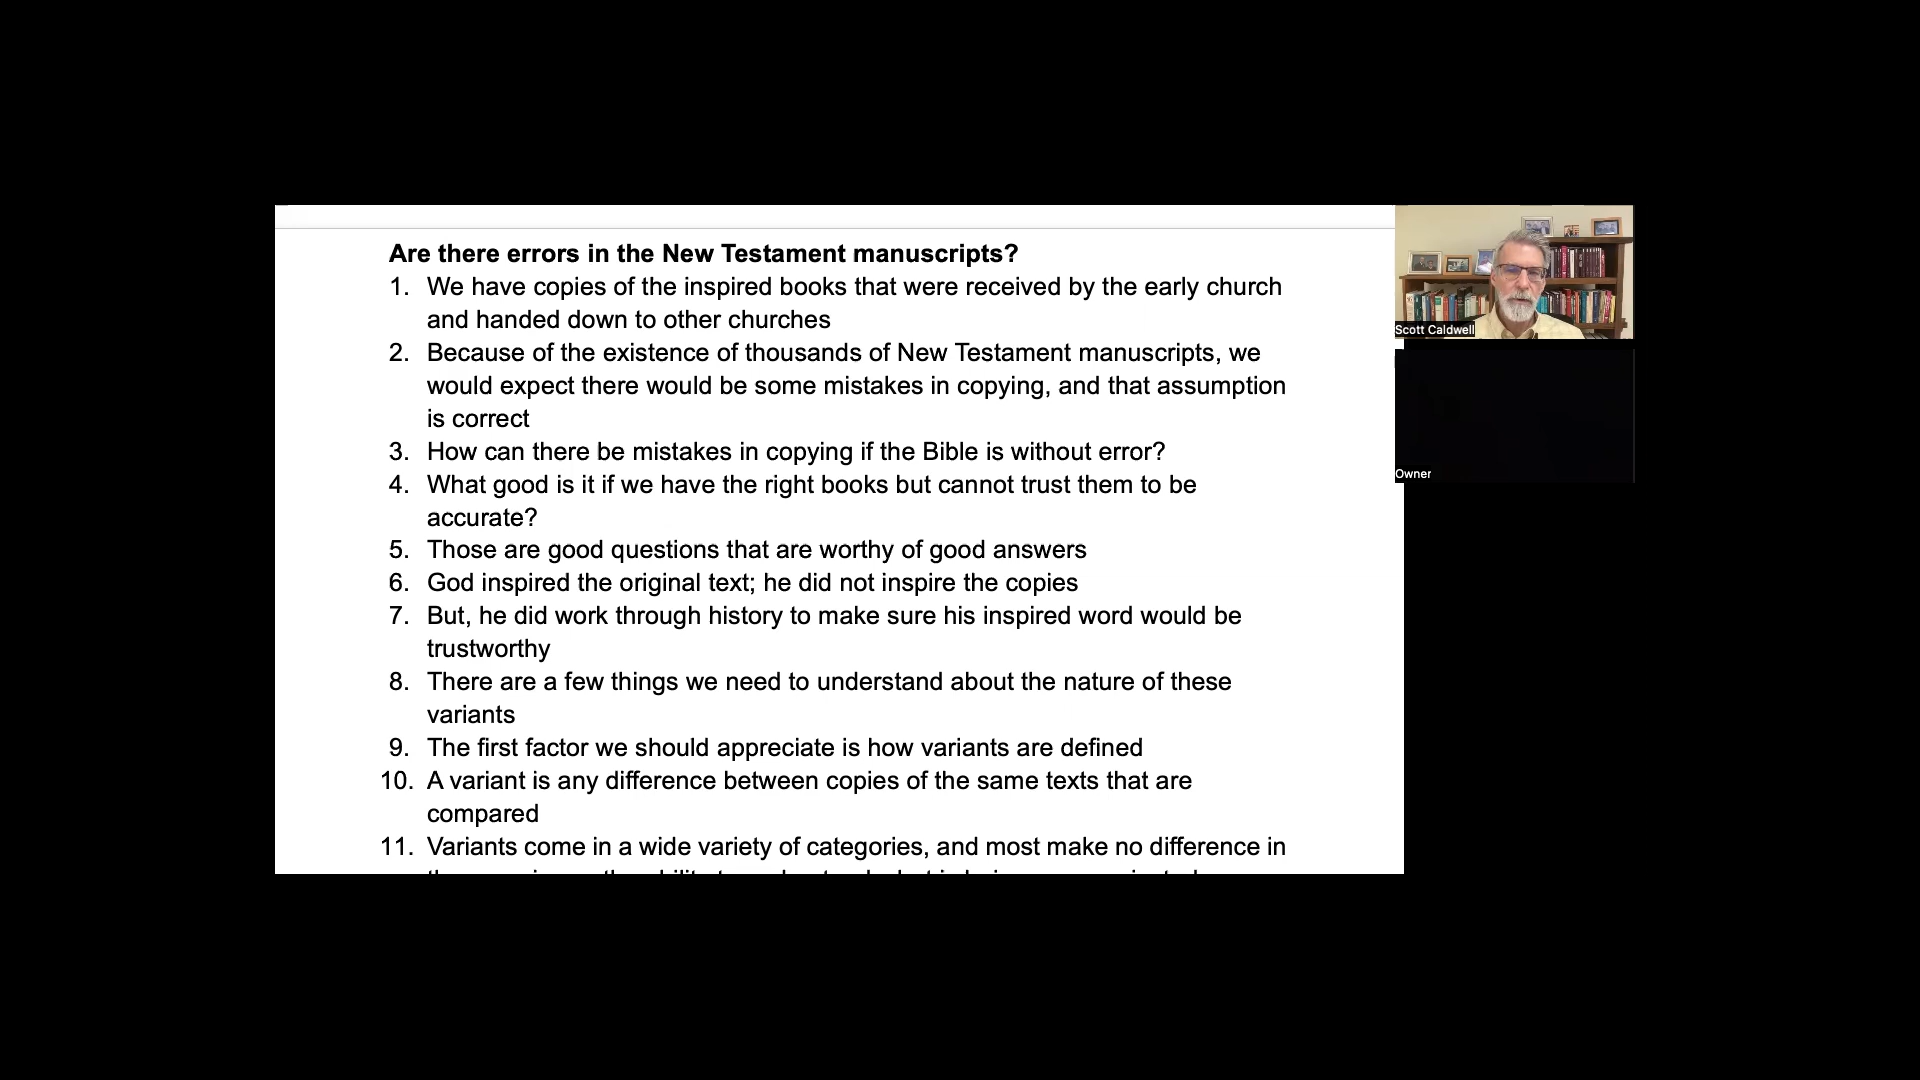 Are there errors in the New Testament manuscripts?
1. We have copies of the inspired books that were received by the early church
and handed down to other churches
2. Because of the existence of thousands of New Testament manuscripts, we
would expect there would be some mistakes in copying, and that assumption
is correct
3. How can there be mistakes in copying if the Bible is without error?
4. What good is it if we have the right books but cannot trust them to be
accurate?
5. Those are good questions that are worthy of good answers
6. God inspired the original text; he did not inspire the copies
7. But, he did work through history to make sure his inspired word would be
trustworthy
8. There are a few things we need to understand about the nature of these
variants
9. The first factor we should appreciate is how variants are defined
10. A variant is any difference between copies of the same texts that are
compared
11. Variants come in a wide variety of categories, and most make no difference in
Scott Caldwell
Owner